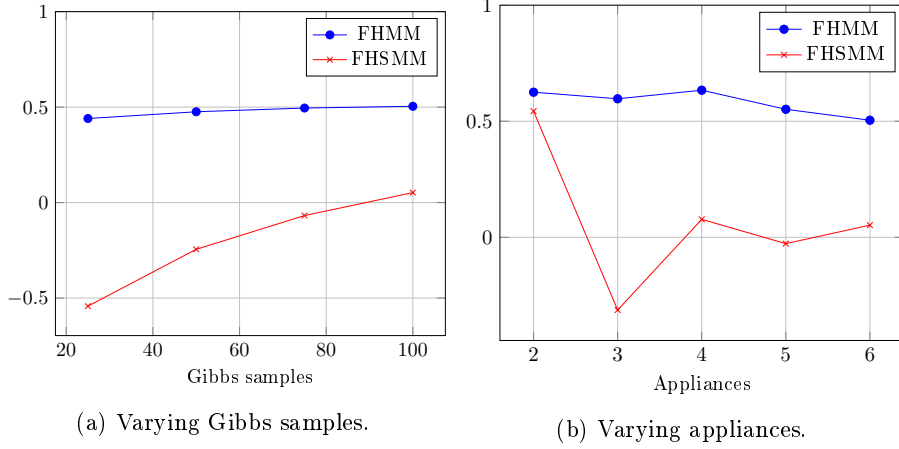 1
0.5
0
−0.5
20 40 60 80 100
Gibbs samples
FHMM
FHSMM
(a) Varying Gibbs samples.
1
0.5
0
2 3 4 5 6
Appliances
FHMM
FHSMM
(b) Varying appliances.